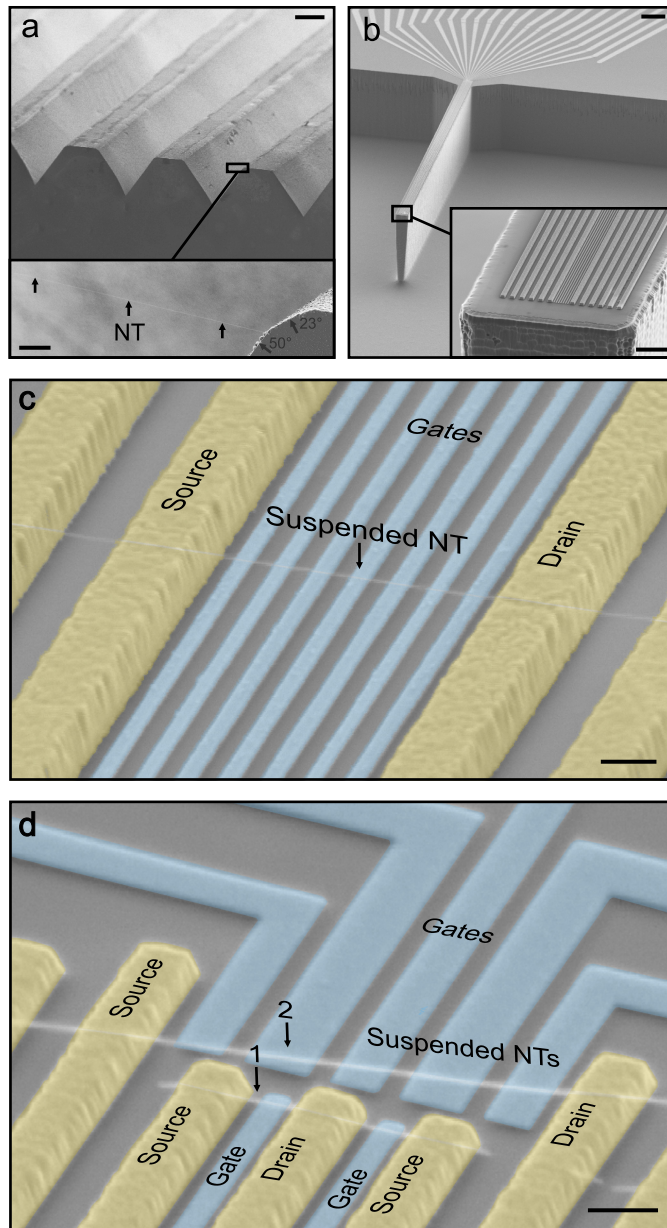 a
NT
50°
23°
b
c
Source
Gates
Suspended NT
Drain
d
Source
Gates
2
Suspended NTs
1
Source
Gate
Drain
Gate
Source
Drain